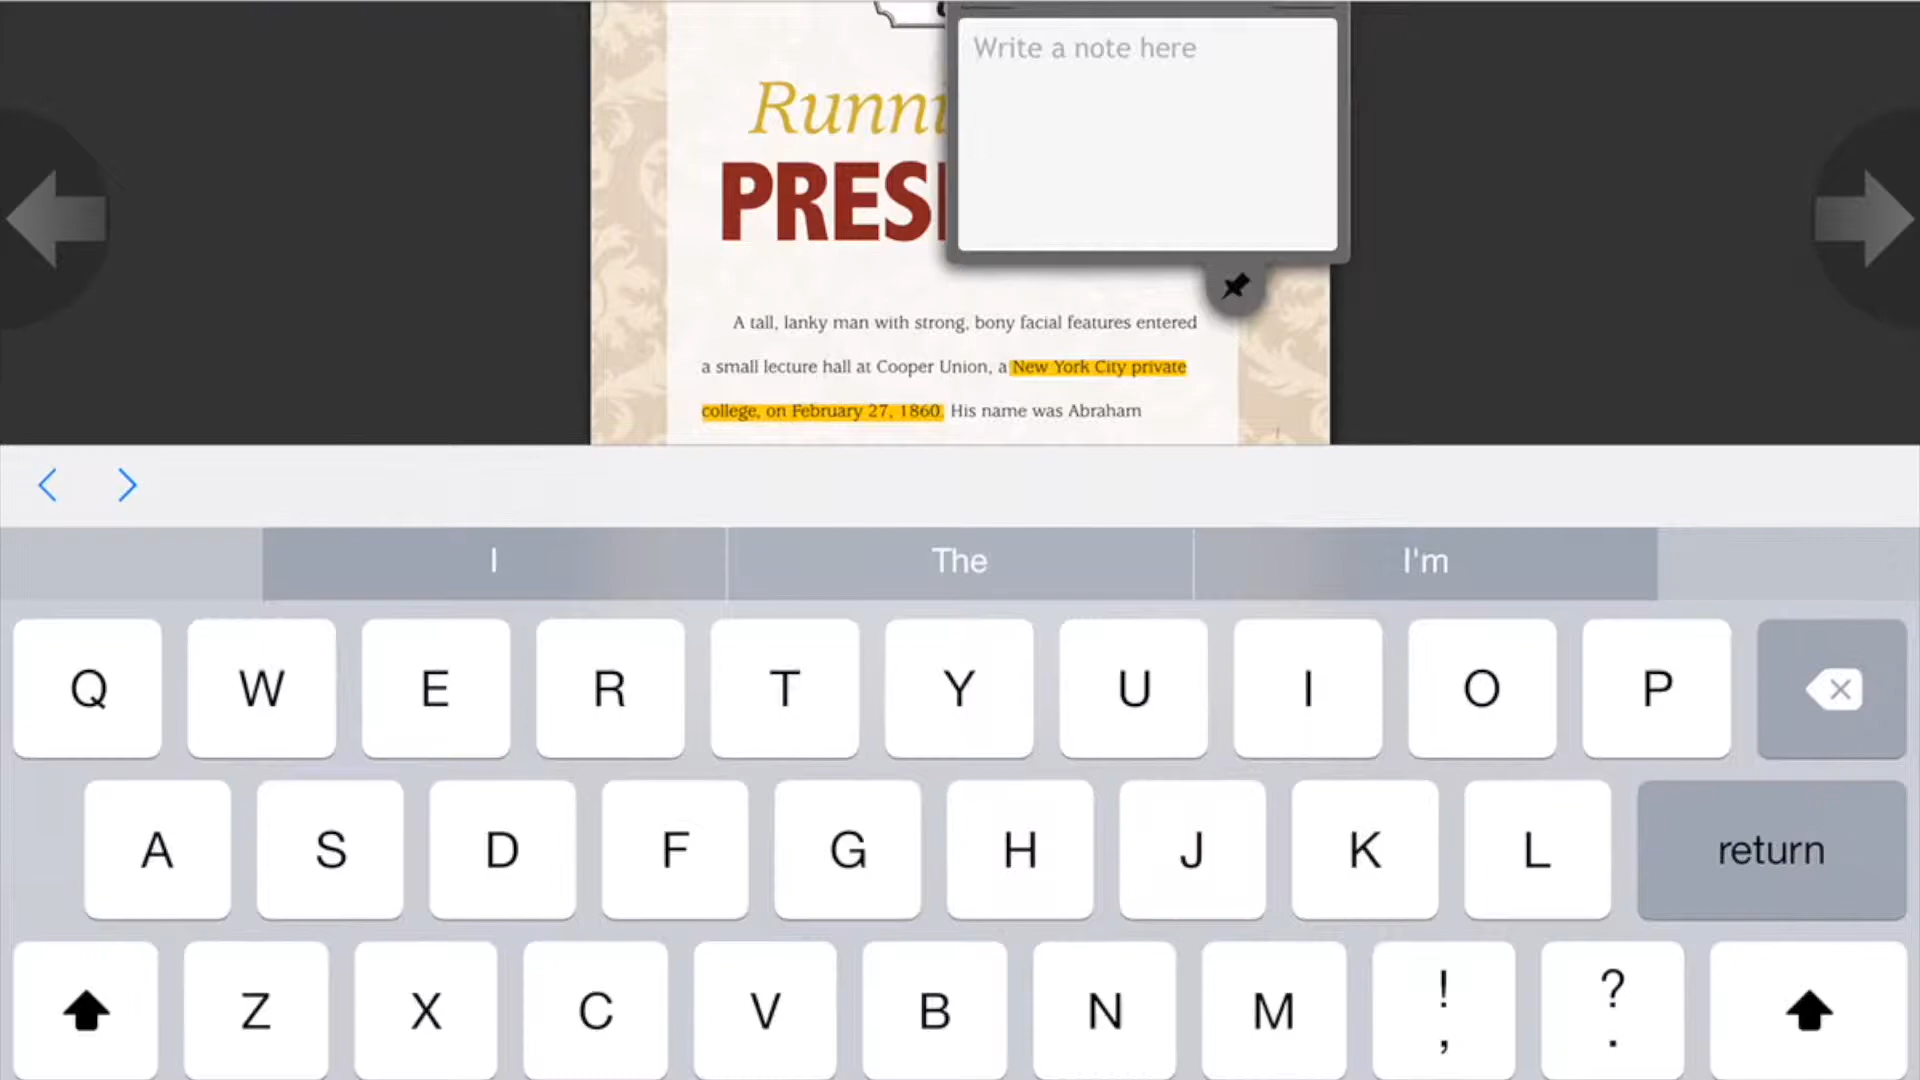 Write a note here
Runni
PRES
A tall, lanky man with strong, bony facial features entered
a small lecture hall at Cooper Union, a New York City private
college, on February 27, 1860. His name was Abraham
I The I'm
Q W E R T Y U I O P
A S D F G H J K L return
Z X C V B N M ! , ? .